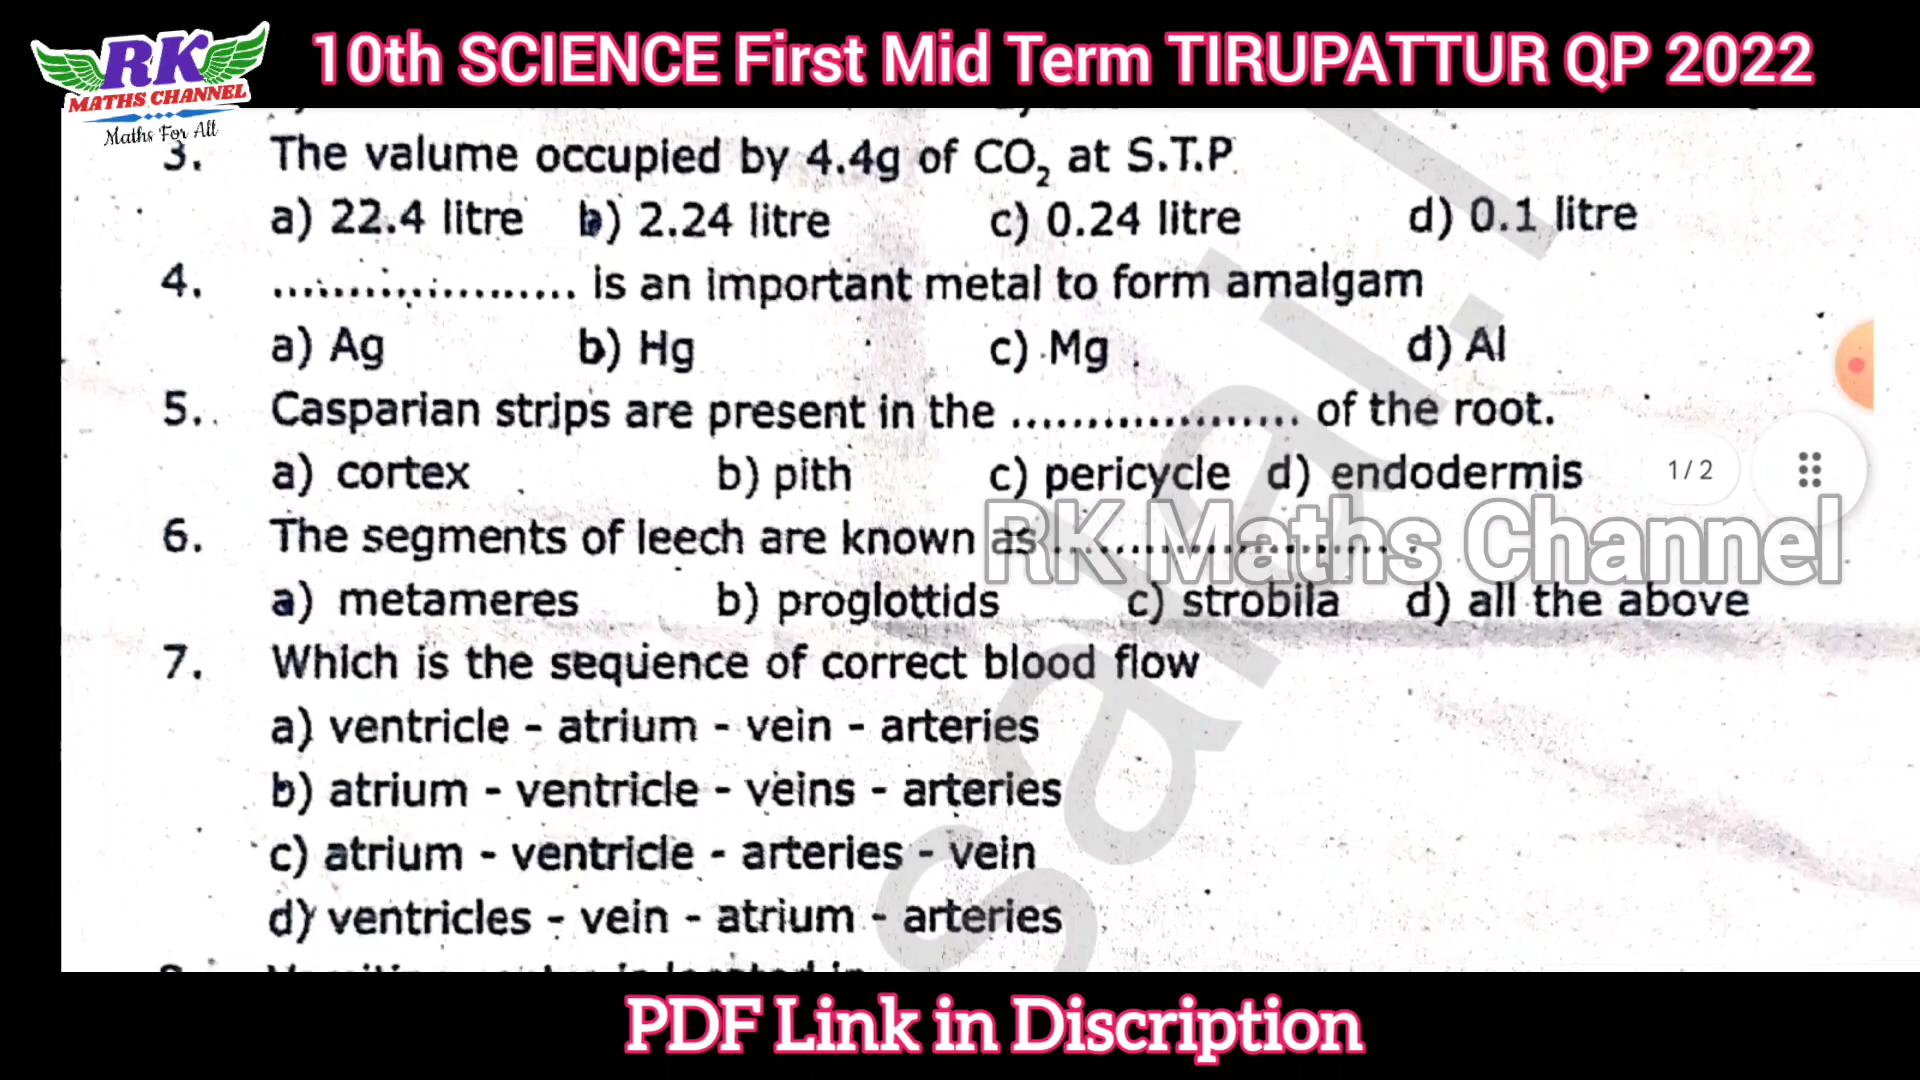 RK
MATHS CHANNEL
Maths For All
10th SCIENCE First Mid Term TIRUPATTUR QP 2022
3. The valume occupied by 4.4g of CO₂ at S.T.P.
a) 22.4 litre b) 2.24 litre c) 0.24 litre d) 0.1 litre
4. .................... is an important metal to form amalgam
a) Ag b) Hg c) Mg d) Al
5. Casparian strips are present in the ................... of the root.
a) cortex b) pith c) pericycle d) endodermis
1/2
6. The segments of leech are known as ......................
RK Maths Channel
a) metameres b) proglottids c) strobila d) all the above
7. Which is the sequence of correct blood flow
a) ventricle - atrium - vein - arteries
b) atrium - ventricle - veins - arteries
c) atrium - ventricle - arteries - vein
d) ventricles - vein - atrium - arteries
PDF Link in Discription